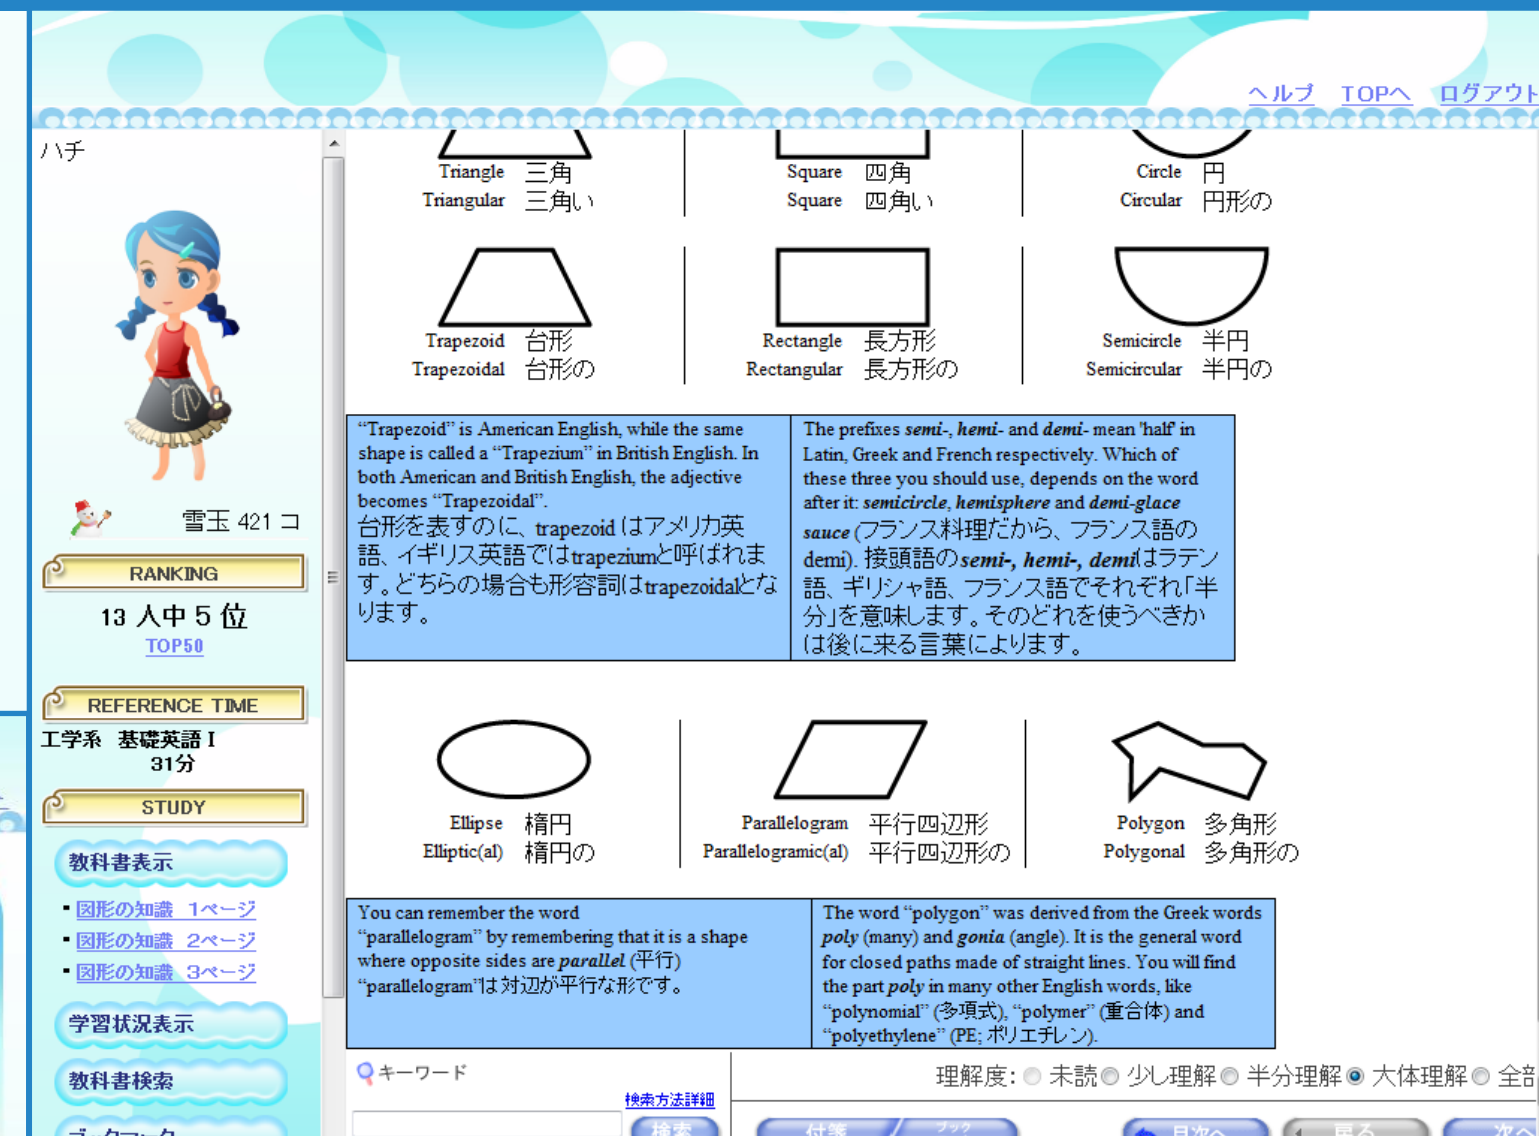 ヘルプ TOPへ ログアウト
ハチ
雪玉 421 コ
RANKING
13 人中 5 位
TOP50
REFERENCE TIME
工学系 基礎英語 I
31分
STUDY
教科書表示
図形の知識 1ページ
図形の知識 2ページ
図形の知識 3ページ
学習状況表示
教科書検索
ブックマーク
Triangle 三角
Triangular 三角い
Square 四角
Square 四角い
Circle 円
Circular 円形の
Trapezoid 台形
Trapezoidal 台形の
Rectangle 長方形
Rectangular 長方形の
Semicircle 半円
Semicircular 半円の
“Trapezoid” is American English, while the same
shape is called a “Trapezium” in British English. In
both American and British English, the adjective
becomes “Trapezoidal”.
台形を表すのに、trapezoid はアメリカ英
語、イギリス英語ではtrapeziumと呼ばれま
す。どちらの場合も形容詞はtrapezoidalとな
ります。
The prefixes semi-, hemi- and demi- mean 'half' in
Latin, Greek and French respectively. Which of
these three you should use, depends on the word
after it: semicircle, hemisphere and demi-glace
sauce (フランス料理だから、フランス語の
demi). 接頭語のsemi-, hemi-, demiはラテン
語、ギリシャ語、フランス語でそれぞれ「半
分」を意味します。そのどれを使うべきか
は後に来る言葉によります。
Ellipse 楕円
Elliptic(al) 楕円の
Parallelogram 平行四辺形
Parallelogramic(al) 平行四辺形の
Polygon 多角形
Polygonal 多角形の
You can remember the word
“parallelogram” by remembering that it is a shape
where opposite sides are parallel (平行)
“parallelogram”は対辺が平行な形です。
The word “polygon” was derived from the Greek words
poly (many) and gonia (angle). It is the general word
for closed paths made of straight lines. You will find
the part poly in many other English words, like
“polynomial” (多項式), “polymer” (重合体) and
“polyethylene” (PE; ポリエチレン).
キーワード
検索方法詳細
検索
理解度: 未読 少し理解 半分理解 大体理解 全部
付箋 ブック
目次へ 戻る 次へ